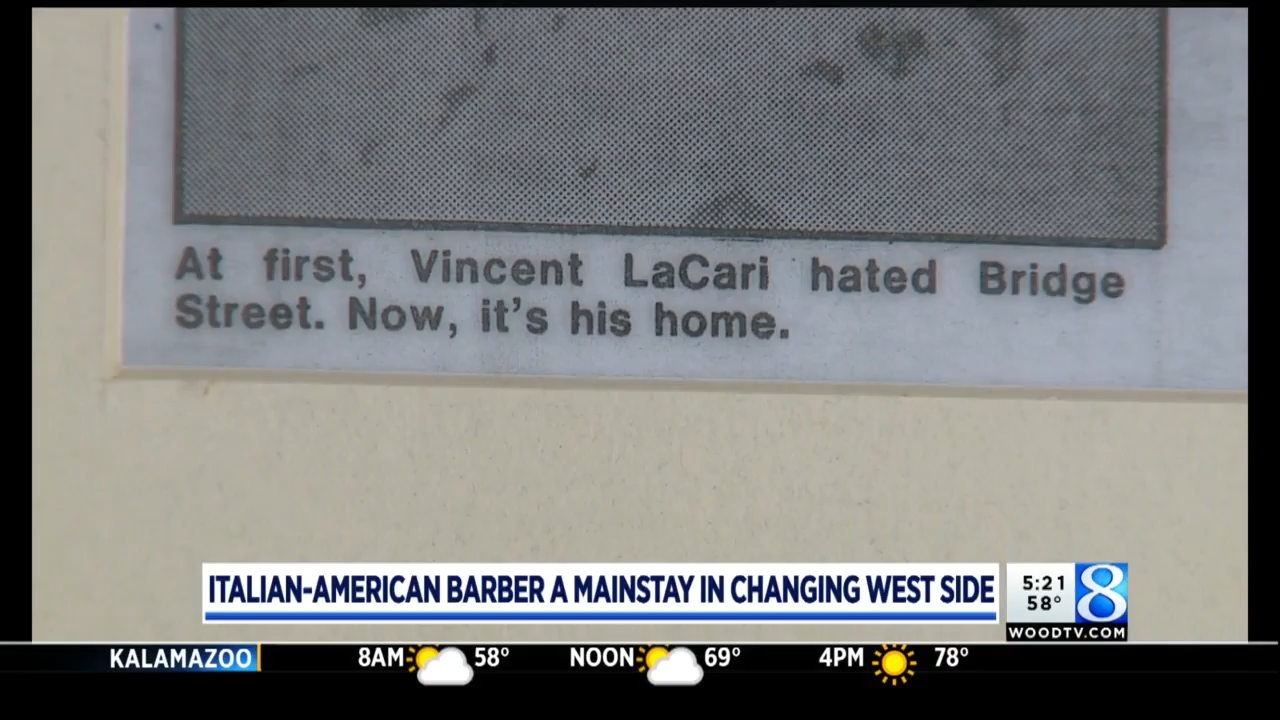 At first, Vincent LaCari hated Bridge
Street. Now, it's his home.
ITALIAN-AMERICAN BARBER A MAINSTAY IN CHANGING WEST SIDE
5:21
58°
8
WOODTV.COM
KALAMAZOO 8AM 58° NOON 69° 4PM 78°